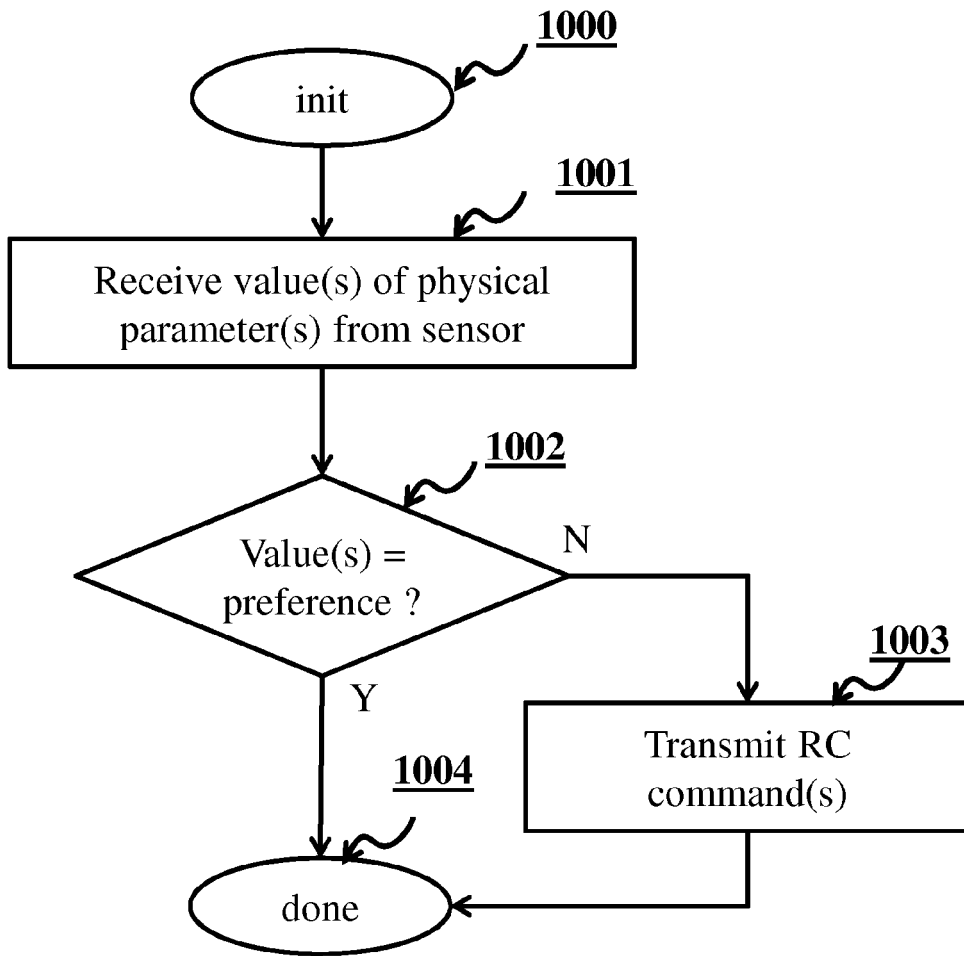 1000
init
1001
Receive value(s) of physical
parameter(s) from sensor
1002
Value(s) =
preference ?
N
Y
1003
Transmit RC
command(s)
1004
done